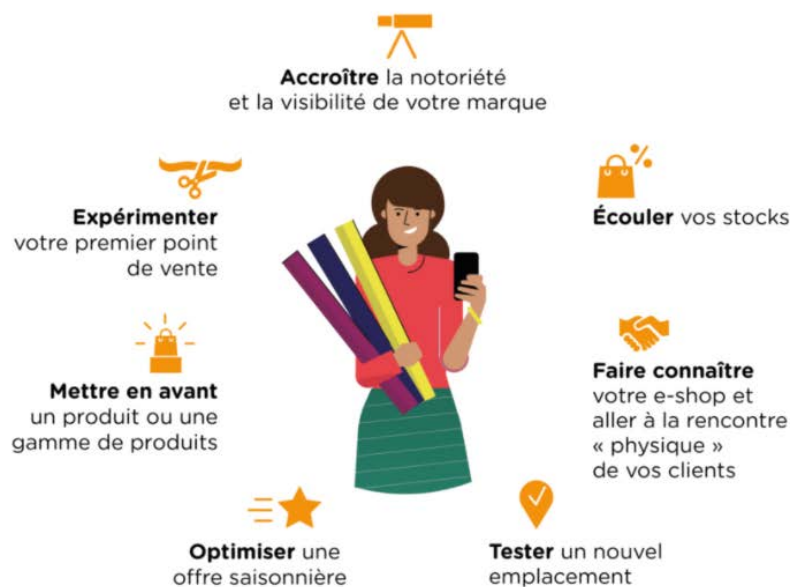 Accroître la notoriété
et la visibilité de votre marque
Expérimenter
votre premier point
de vente
Écouler vos stocks
Mettre en avant
un produit ou une
gamme de produits
Faire connaître
votre e-shop et
aller à la rencontre
« physique »
de vos clients
Optimiser une
offre saisonnière
Tester un nouvel
emplacement